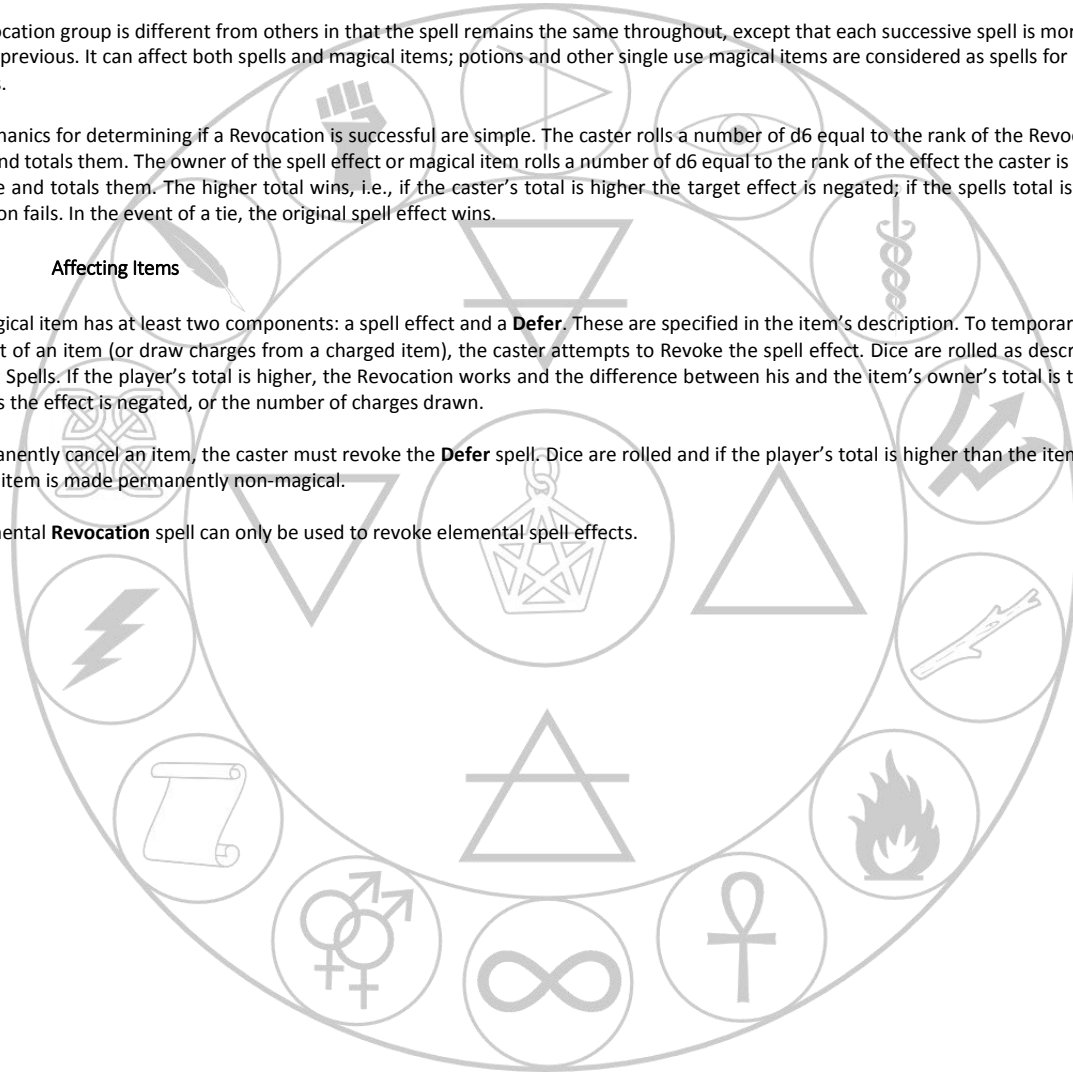 ocation group is different from others in that the spell remains the same throughout, except that each successive spell is mor
previous. It can affect both spells and magical items; potions and other single use magical items are considered as spells for
.
hanics for determining if a Revocation is successful are simple. The caster rolls a number of d6 equal to the rank of the Revoc
nd totals them. The owner of the spell effect or magical item rolls a number of d6 equal to the rank of the effect the caster is
e and totals them. The higher total wins, i.e., if the caster’s total is higher the target effect is negated; if the spells total is
on fails. In the event of a tie, the original spell effect wins.
Affecting Items
gical item has at least two components: a spell effect and a Defer. These are specified in the item’s description. To temporar
t of an item (or draw charges from a charged item), the caster attempts to Revoke the spell effect. Dice are rolled as descr
Spells. If the player’s total is higher, the Revocation works and the difference between his and the item’s owner’s total is t
s the effect is negated, or the number of charges drawn.
anently cancel an item, the caster must revoke the Defer spell. Dice are rolled and if the player’s total is higher than the item
item is made permanently non-magical.
mental Revocation spell can only be used to revoke elemental spell effects.